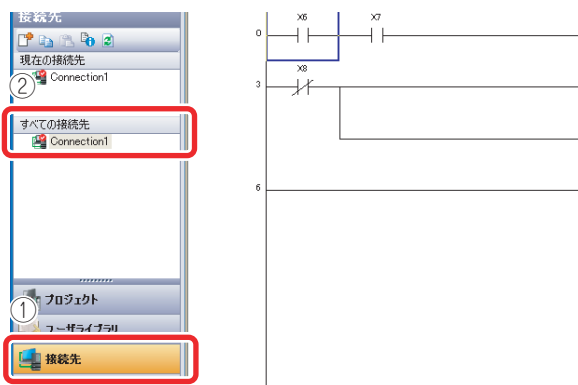 接続先
現在の接続先
② Connection1
すべての接続先
Connection1
① プロジェクト
ユーザライブラリ
接続先
X6 X7
0
X8
3
6